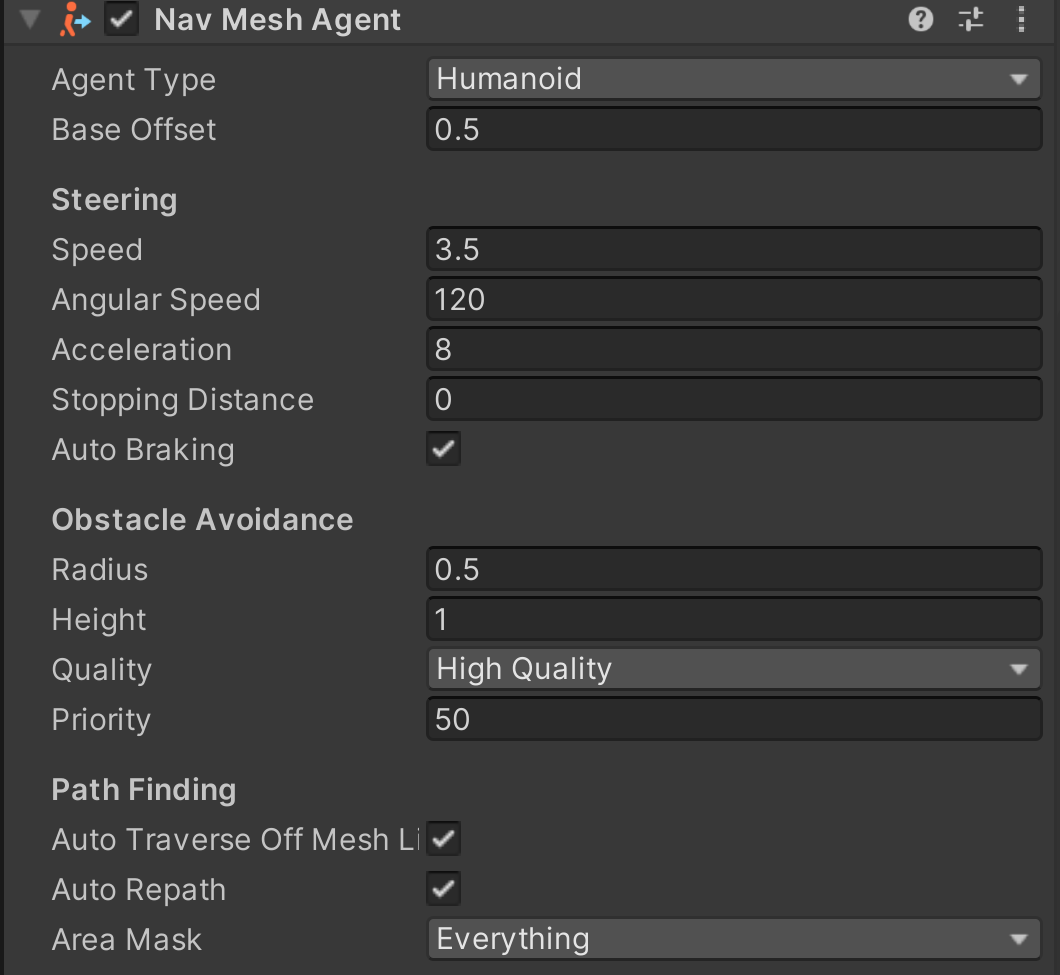 Nav Mesh Agent
Agent Type Humanoid
Base Offset 0.5
Steering
Speed 3.5
Angular Speed 120
Acceleration 8
Stopping Distance 0
Auto Braking
Obstacle Avoidance
Radius 0.5
Height 1
Quality High Quality
Priority 50
Path Finding
Auto Traverse Off Mesh Li
Auto Repath
Area Mask Everything